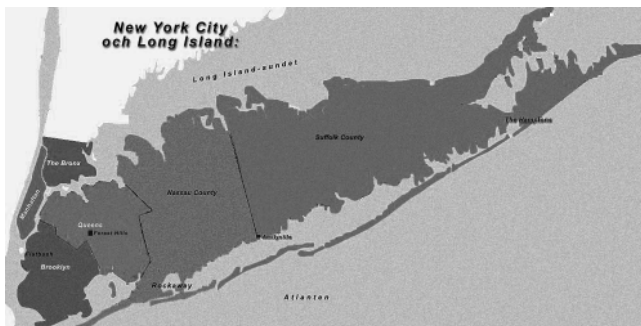 New York City
och Long Island:
Long Island-sundet
Suffolk County
The Hamptons
The Bronx
Manhattan
Nassau County
Queens
Forest Hills
Amityville
Flatbush
Brooklyn
Rockaway
Atlanten